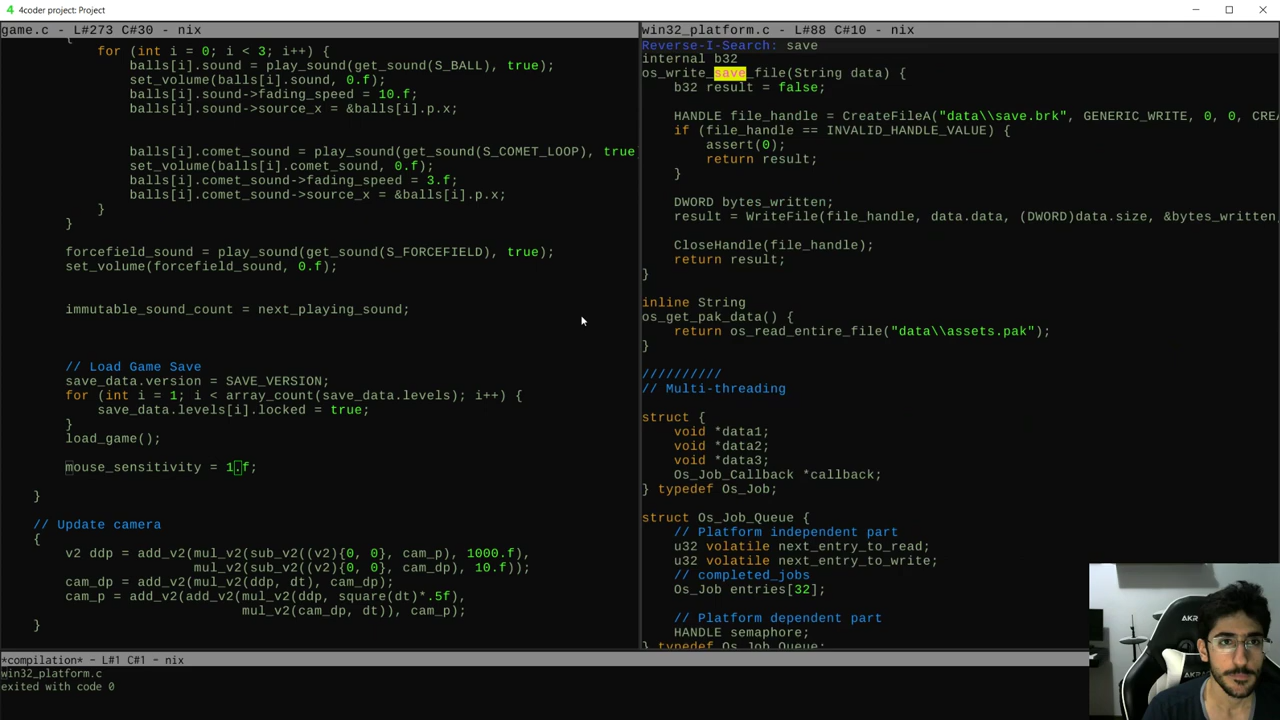 4coder project: Project
game.c - L#273 C#30 - nix
{
for (int i = 0; i < 3; i++) {
balls[i].sound = play_sound(get_sound(S_BALL), true);
set_volume(balls[i].sound, 0.f);
balls[i].sound->fading_speed = 10.f;
balls[i].sound->source_x = &balls[i].p.x;
balls[i].comet_sound = play_sound(get_sound(S_COMET_LOOP), true
set_volume(balls[i].comet_sound, 0.f);
balls[i].comet_sound->fading_speed = 3.f;
balls[i].comet_sound->source_x = &balls[i].p.x;
}
}
forcefield_sound = play_sound(get_sound(S_FORCEFIELD), true);
set_volume(forcefield_sound, 0.f);
immutable_sound_count = next_playing_sound;
// Load Game Save
save_data.version = SAVE_VERSION;
for (int i = 1; i < array_count(save_data.levels); i++) {
save_data.levels[i].locked = true;
}
load_game();
mouse_sensitivity = 1.f;
}
// Update camera
{
v2 ddp = add_v2(mul_v2(sub_v2((v2){0, 0}, cam_p), 1000.f),
mul_v2(sub_v2((v2){0, 0}, cam_dp), 10.f));
cam_dp = add_v2(mul_v2(ddp, dt), cam_dp);
cam_p = add_v2(add_v2(mul_v2(ddp, square(dt)*.5f),
mul_v2(cam_dp, dt)), cam_p);
}
win32_platform.c - L#88 C#10 - nix
Reverse-I-Search: save
internal b32
os_write_save_file(String data) {
b32 result = false;
HANDLE file_handle = CreateFileA("data\\save.brk", GENERIC_WRITE, 0, 0, CREA
if (file_handle == INVALID_HANDLE_VALUE) {
assert(0);
return result;
}
DWORD bytes_written;
result = WriteFile(file_handle, data.data, (DWORD)data.size, &bytes_written,
CloseHandle(file_handle);
return result;
}
inline String
os_get_pak_data() {
return os_read_entire_file("data\\assets.pak");
}
//////////
// Multi-threading
struct {
void *data1;
void *data2;
void *data3;
Os_Job_Callback *callback;
} typedef Os_Job;
struct Os_Job_Queue {
// Platform independent part
u32 volatile next_entry_to_read;
u32 volatile next_entry_to_write;
// completed_jobs
Os_Job entries[32];
// Platform dependent part
HANDLE semaphore;
} typedef Os_Job_Queue;
*compilation* - L#1 C#1 - nix
win32_platform.c
exited with code 0
AKR